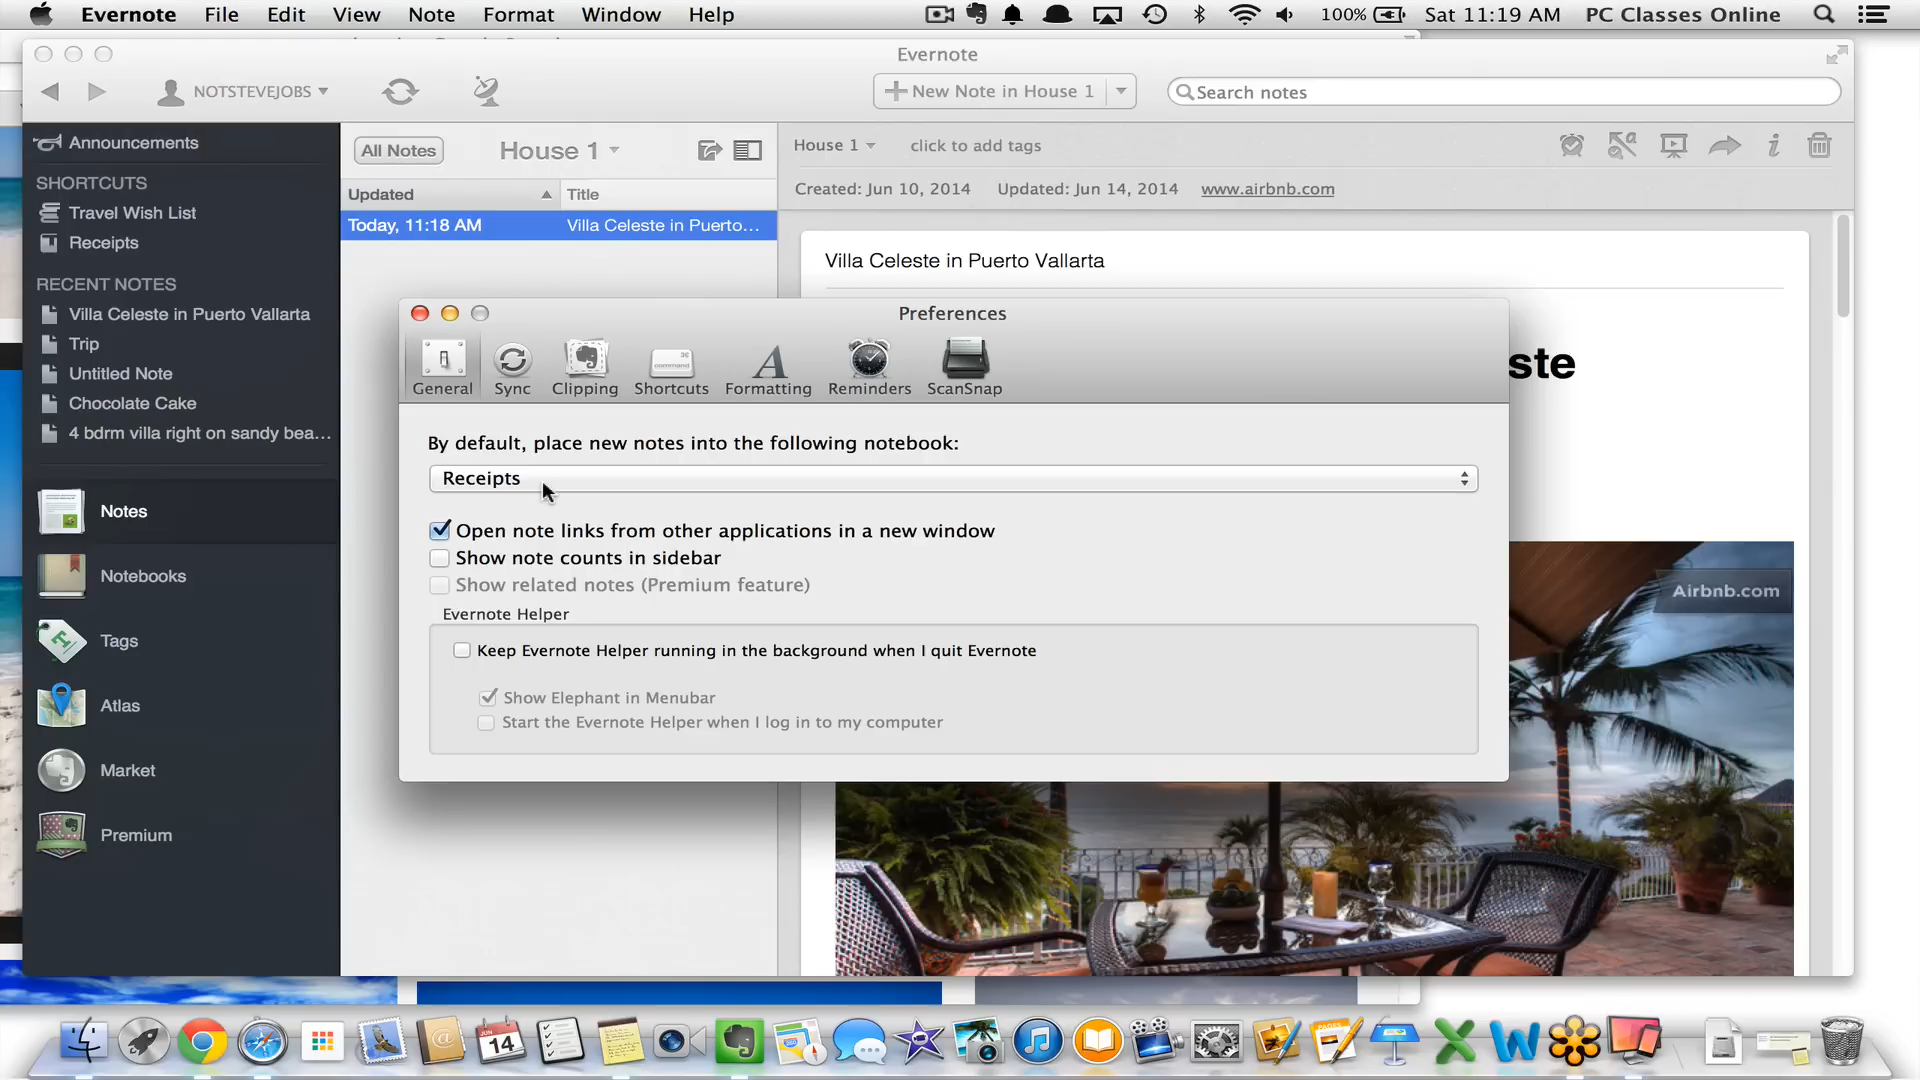 Evernote File Edit View Note Format Window Help 100% Sat 11:19 AM PC Classes Online
Evernote
NOTSTEVEJOBS New Note in House 1 Search notes
Announcements
SHORTCUTS
Travel Wish List
Receipts
RECENT NOTES
Villa Celeste in Puerto Vallarta
Trip
Untitled Note
Chocolate Cake
4 bdrm villa right on sandy bea...
Notes
Notebooks
Tags
Atlas
Market
Premium
All Notes House 1
Updated Title
Today, 11:18 AM Villa Celeste in Puerto...
House 1 click to add tags
Created: Jun 10, 2014 Updated: Jun 14, 2014 www.airbnb.com
Villa Celeste in Puerto Vallarta
ste
Airbnb.com
Preferences
General Sync Clipping Shortcuts Formatting Reminders ScanSnap
By default, place new notes into the following notebook:
Receipts
Open note links from other applications in a new window
Show note counts in sidebar
Show related notes (Premium feature)
Evernote Helper
Keep Evernote Helper running in the background when I quit Evernote
Show Elephant in Menubar
Start the Evernote Helper when I log in to my computer
JUN
14
PAGES